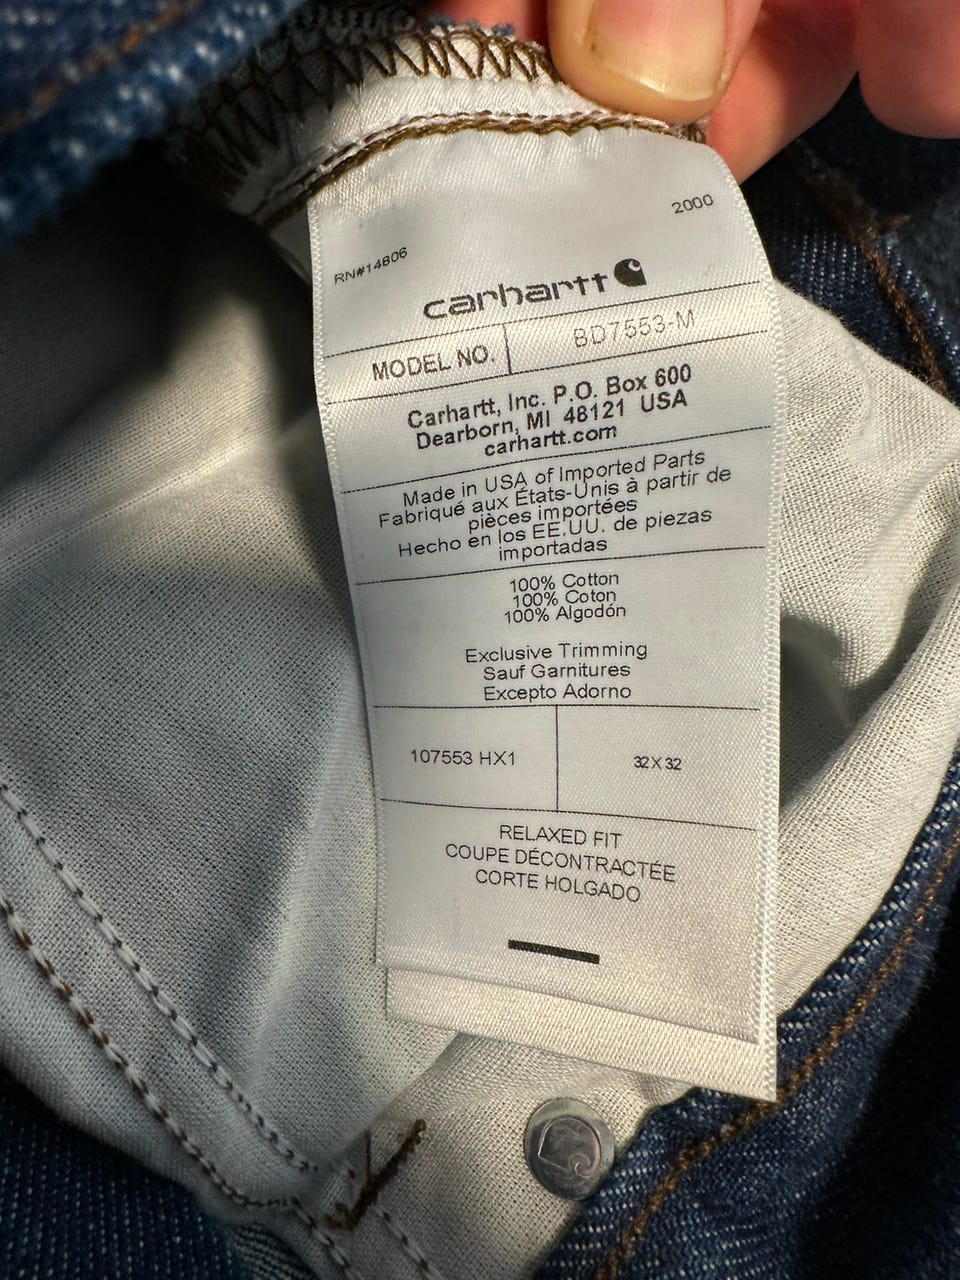 2000
RN#14806
carhartt
MODEL NO. BD7553-M
Carhartt, Inc. P.O. Box 600
Dearborn, MI 48121 USA
carhartt.com
Made in USA of Imported Parts
Fabriqué aux États-Unis à partir de
pièces importées
Hecho en los EE.UU. de piezas
importadas
100% Cotton
100% Coton
100% Algodón
Exclusive Trimming
Sauf Garnitures
Excepto Adorno
107553 HX1 32X32
RELAXED FIT
COUPE DÉCONTRACTÉE
CORTE HOLGADO